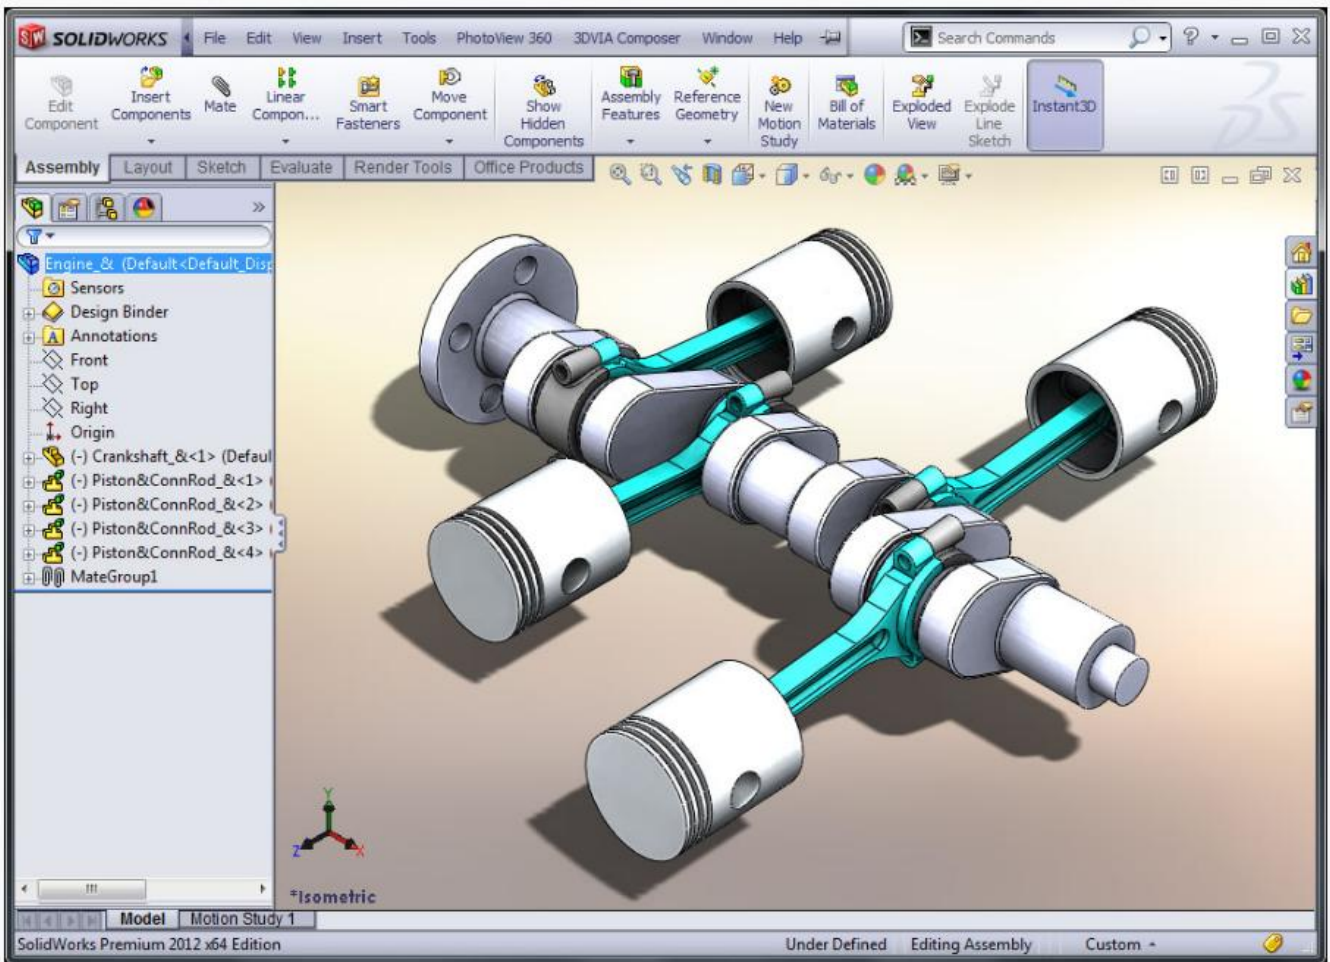 SOLIDWORKS File Edit View Insert Tools PhotoView 360 3DVIA Composer Window Help Search Commands
Edit Component
Insert Components
Mate
Linear Compon...
Smart Fasteners
Move Component
Show Hidden Components
Assembly Features
Reference Geometry
New Motion Study
Bill of Materials
Exploded View
Explode Line Sketch
Instant3D
Assembly Layout Sketch Evaluate Render Tools Office Products
Engine_& (Default<Default_Disp
Sensors
Design Binder
Annotations
Front
Top
Right
Origin
(-) Crankshaft_&<1> (Defaul
(-) Piston&ConnRod_&<1> (
(-) Piston&ConnRod_&<2> (
(-) Piston&ConnRod_&<3> (
(-) Piston&ConnRod_&<4> (
MateGroup1
Y
Z X
*Isometric
Model Motion Study 1
SolidWorks Premium 2012 x64 Edition Under Defined Editing Assembly Custom